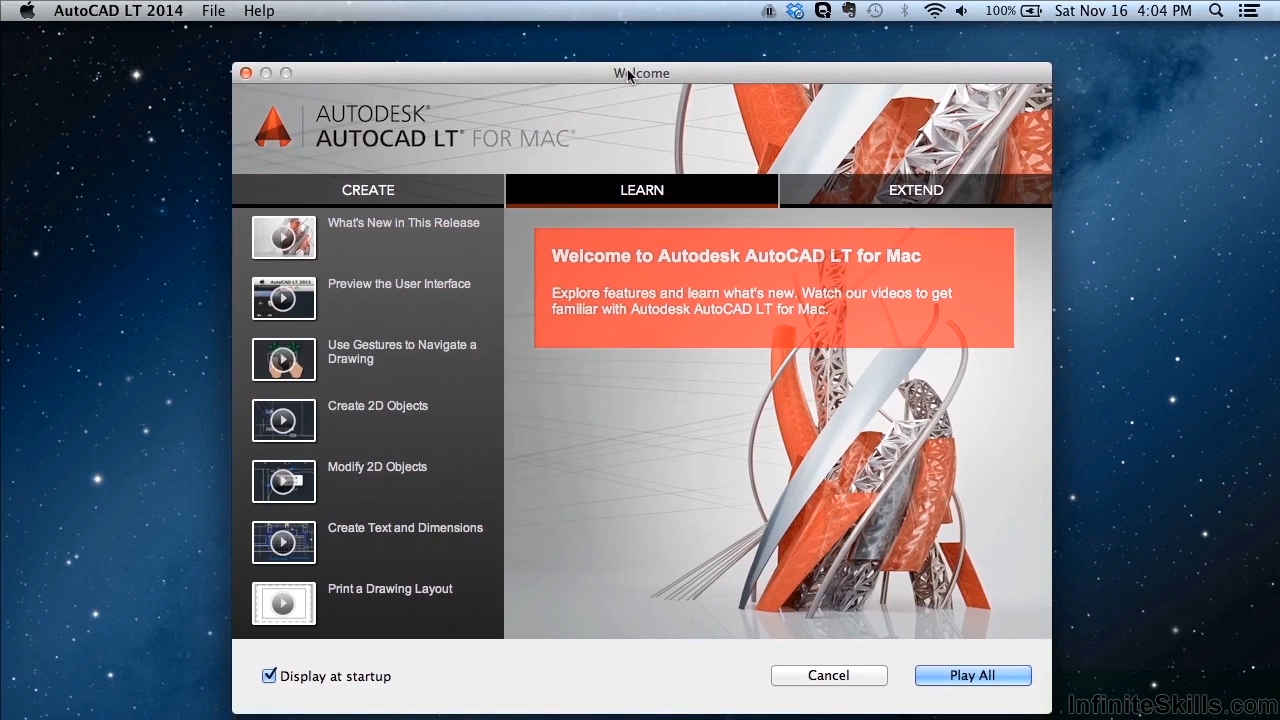 AutoCAD LT 2014 File Help 100% Sat Nov 16 4:04 PM
Welcome
AUTODESK®
AUTOCAD LT® FOR MAC®
CREATE LEARN EXTEND
What's New in This Release
Preview the User Interface
Use Gestures to Navigate a
Drawing
Create 2D Objects
Modify 2D Objects
Create Text and Dimensions
Print a Drawing Layout
Welcome to Autodesk AutoCAD LT for Mac
Explore features and learn what's new. Watch our videos to get
familiar with Autodesk AutoCAD LT for Mac.
Display at startup
Cancel Play All
InfiniteSkills.com